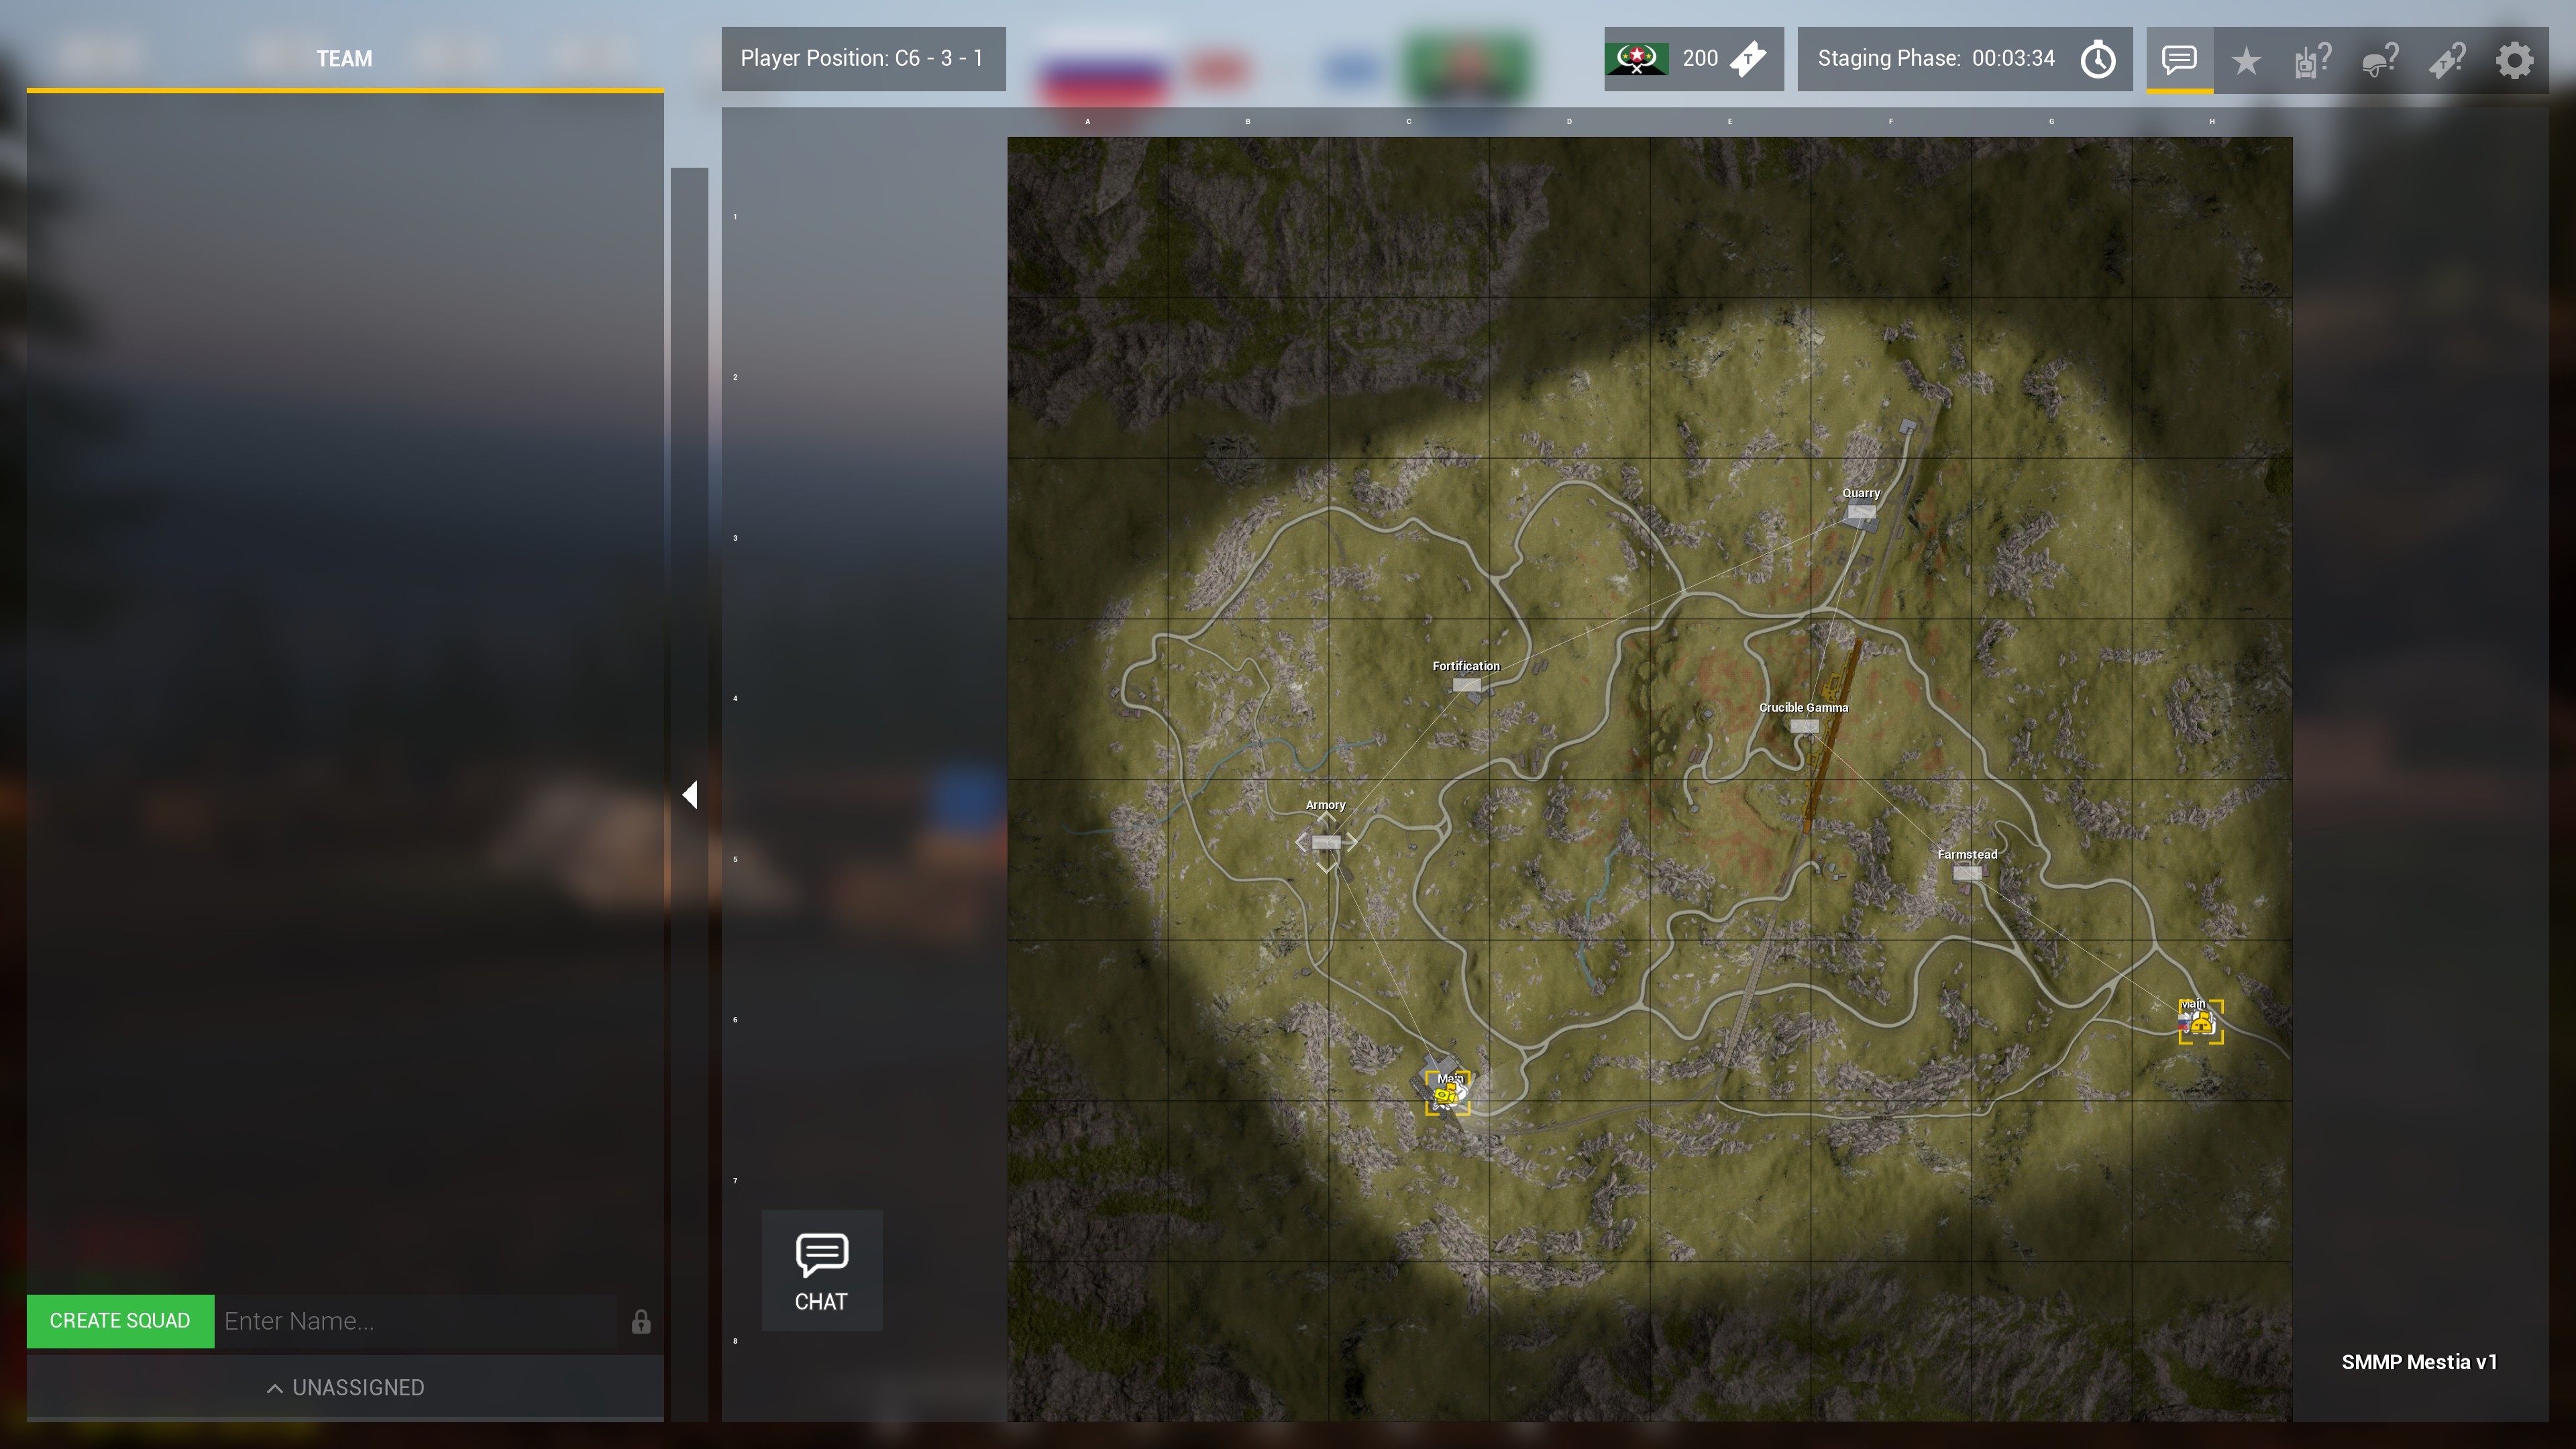 TEAM
Player Position: C6 - 3 - 1
200
Staging Phase: 00:03:34
A B C D E F G H
1
2
3
4
5
6
7
8
Quarry
Fortification
Crucible Gamma
Armory
Farmstead
Main
Main
CHAT
CREATE SQUAD
Enter Name...
UNASSIGNED
SMMP Mestia v1